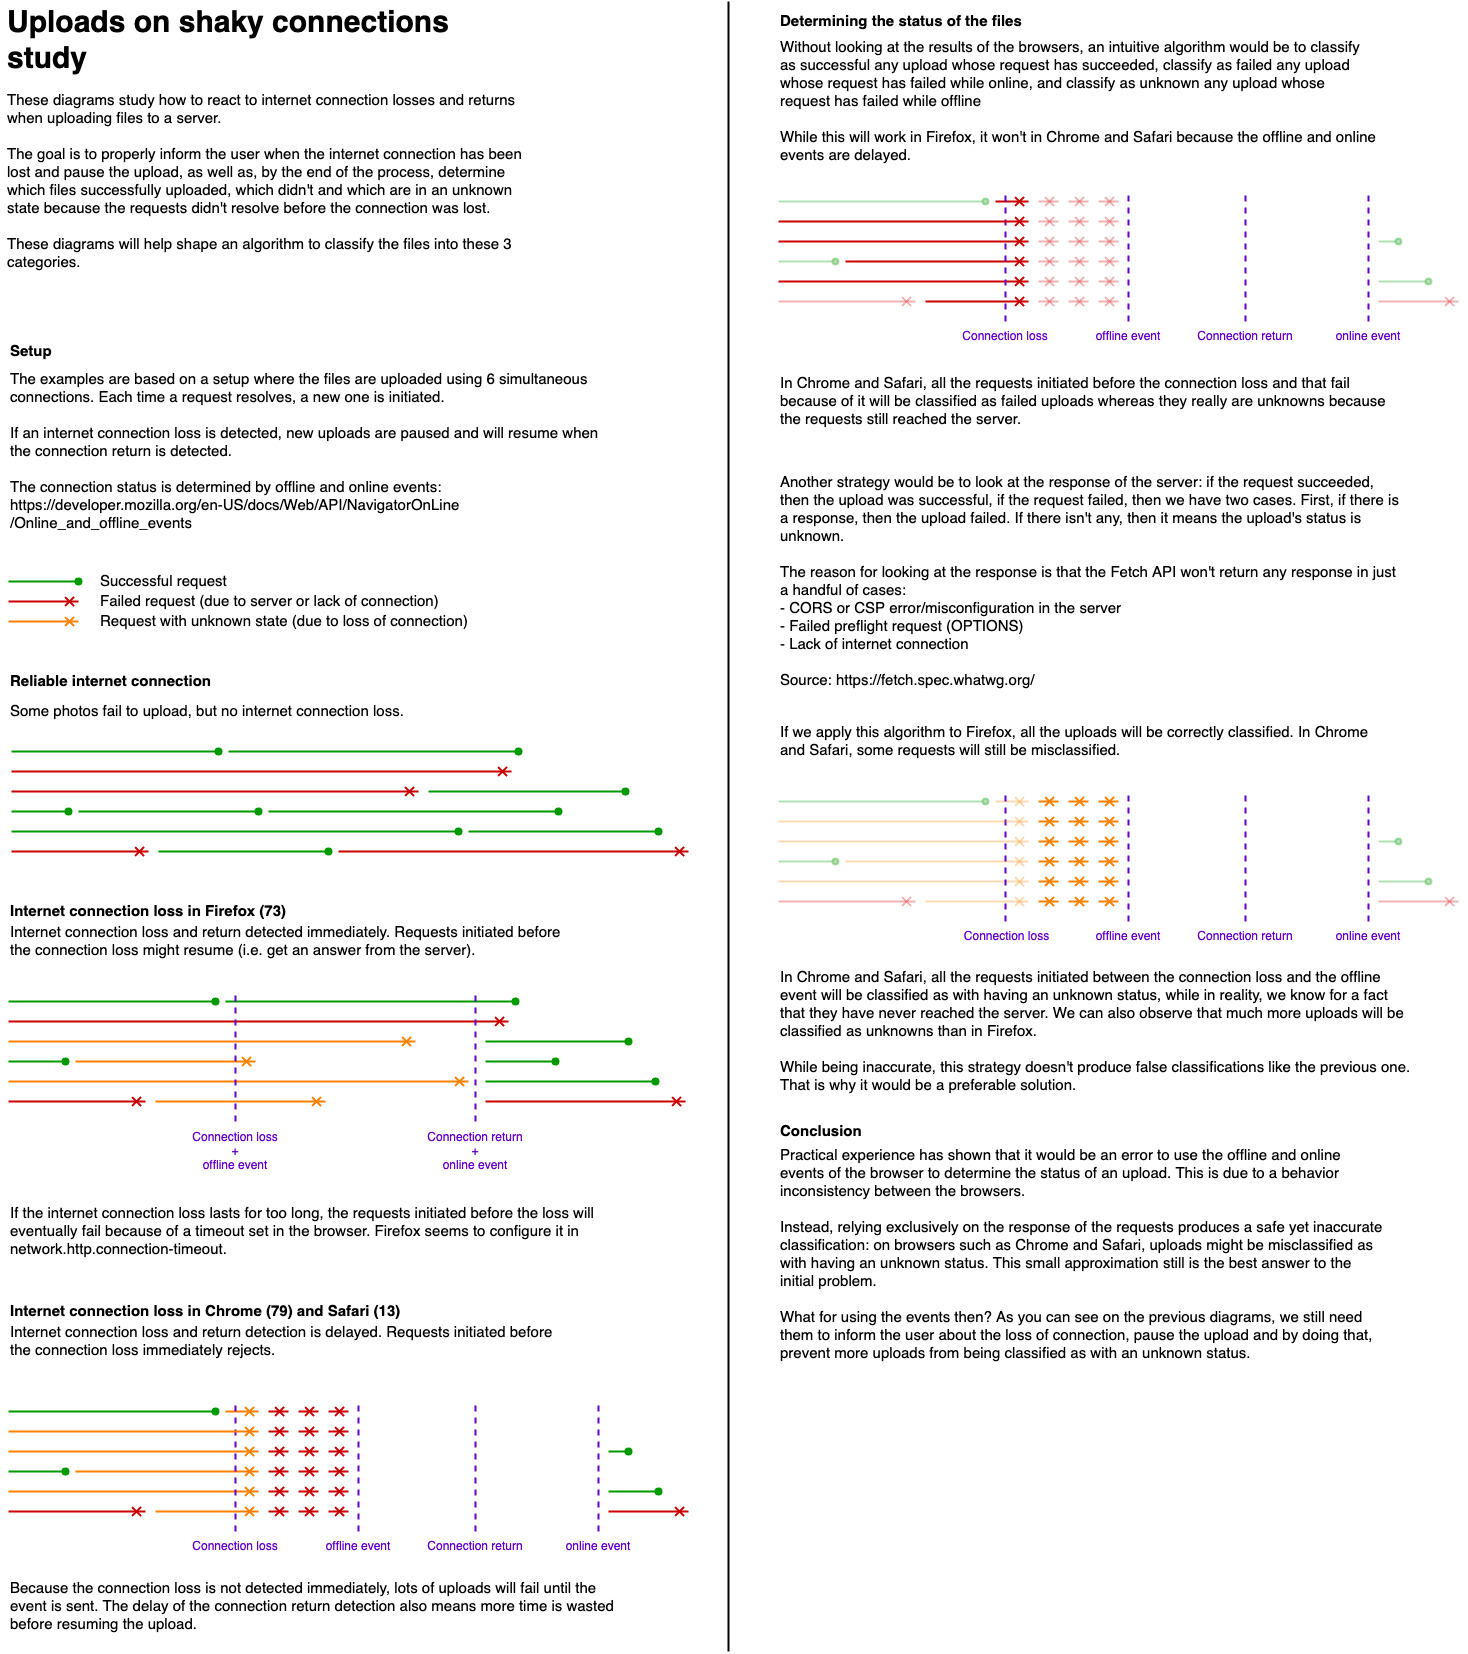 Uploads on shaky connections
study
These diagrams study how to react to internet connection losses and returns
when uploading files to a server.
The goal is to properly inform the user when the internet connection has been
lost and pause the upload, as well as, by the end of the process, determine
which files successfully uploaded, which didn't and which are in an unknown
state because the requests didn't resolve before the connection was lost.
These diagrams will help shape an algorithm to classify the files into these 3
categories.
Setup
The examples are based on a setup where the files are uploaded using 6 simultaneous
connections. Each time a request resolves, a new one is initiated.
If an internet connection loss is detected, new uploads are paused and will resume when
the connection return is detected.
The connection status is determined by offline and online events:
https://developer.mozilla.org/en-US/docs/Web/API/NavigatorOnLine
/Online_and_offline_events
Successful request
Failed request (due to server or lack of connection)
Request with unknown state (due to loss of connection)
Reliable internet connection
Some photos fail to upload, but no internet connection loss.
Internet connection loss in Firefox (73)
Internet connection loss and return detected immediately. Requests initiated before
the connection loss might resume (i.e. get an answer from the server).
Connection loss
+
offline event
Connection return
+
online event
If the internet connection loss lasts for too long, the requests initiated before the loss will
eventually fail because of a timeout set in the browser. Firefox seems to configure it in
network.http.connection-timeout.
Internet connection loss in Chrome (79) and Safari (13)
Internet connection loss and return detection is delayed. Requests initiated before
the connection loss immediately rejects.
Connection loss
offline event
Connection return
online event
Because the connection loss is not detected immediately, lots of uploads will fail until the
event is sent. The delay of the connection return detection also means more time is wasted
before resuming the upload.
Determining the status of the files
Without looking at the results of the browsers, an intuitive algorithm would be to classify
as successful any upload whose request has succeeded, classify as failed any upload
whose request has failed while online, and classify as unknown any upload whose
request has failed while offline
While this will work in Firefox, it won't in Chrome and Safari because the offline and online
events are delayed.
Connection loss
offline event
Connection return
online event
In Chrome and Safari, all the requests initiated before the connection loss and that fail
because of it will be classified as failed uploads whereas they really are unknowns because
the requests still reached the server.
Another strategy would be to look at the response of the server: if the request succeeded,
then the upload was successful, if the request failed, then we have two cases. First, if there is
a response, then the upload failed. If there isn't any, then it means the upload's status is
unknown.
The reason for looking at the response is that the Fetch API won't return any response in just
a handful of cases:
- CORS or CSP error/misconfiguration in the server
- Failed preflight request (OPTIONS)
- Lack of internet connection
Source: https://fetch.spec.whatwg.org/
If we apply this algorithm to Firefox, all the uploads will be correctly classified. In Chrome
and Safari, some requests will still be misclassified.
Connection loss
offline event
Connection return
online event
In Chrome and Safari, all the requests initiated between the connection loss and the offline
event will be classified as with having an unknown status, while in reality, we know for a fact
that they have never reached the server. We can also observe that much more uploads will be
classified as unknowns than in Firefox.
While being inaccurate, this strategy doesn't produce false classifications like the previous one.
That is why it would be a preferable solution.
Conclusion
Practical experience has shown that it would be an error to use the offline and online
events of the browser to determine the status of an upload. This is due to a behavior
inconsistency between the browsers.
Instead, relying exclusively on the response of the requests produces a safe yet inaccurate
classification: on browsers such as Chrome and Safari, uploads might be misclassified as
with having an unknown status. This small approximation still is the best answer to the
initial problem.
What for using the events then? As you can see on the previous diagrams, we still need
them to inform the user about the loss of connection, pause the upload and by doing that,
prevent more uploads from being classified as with an unknown status.